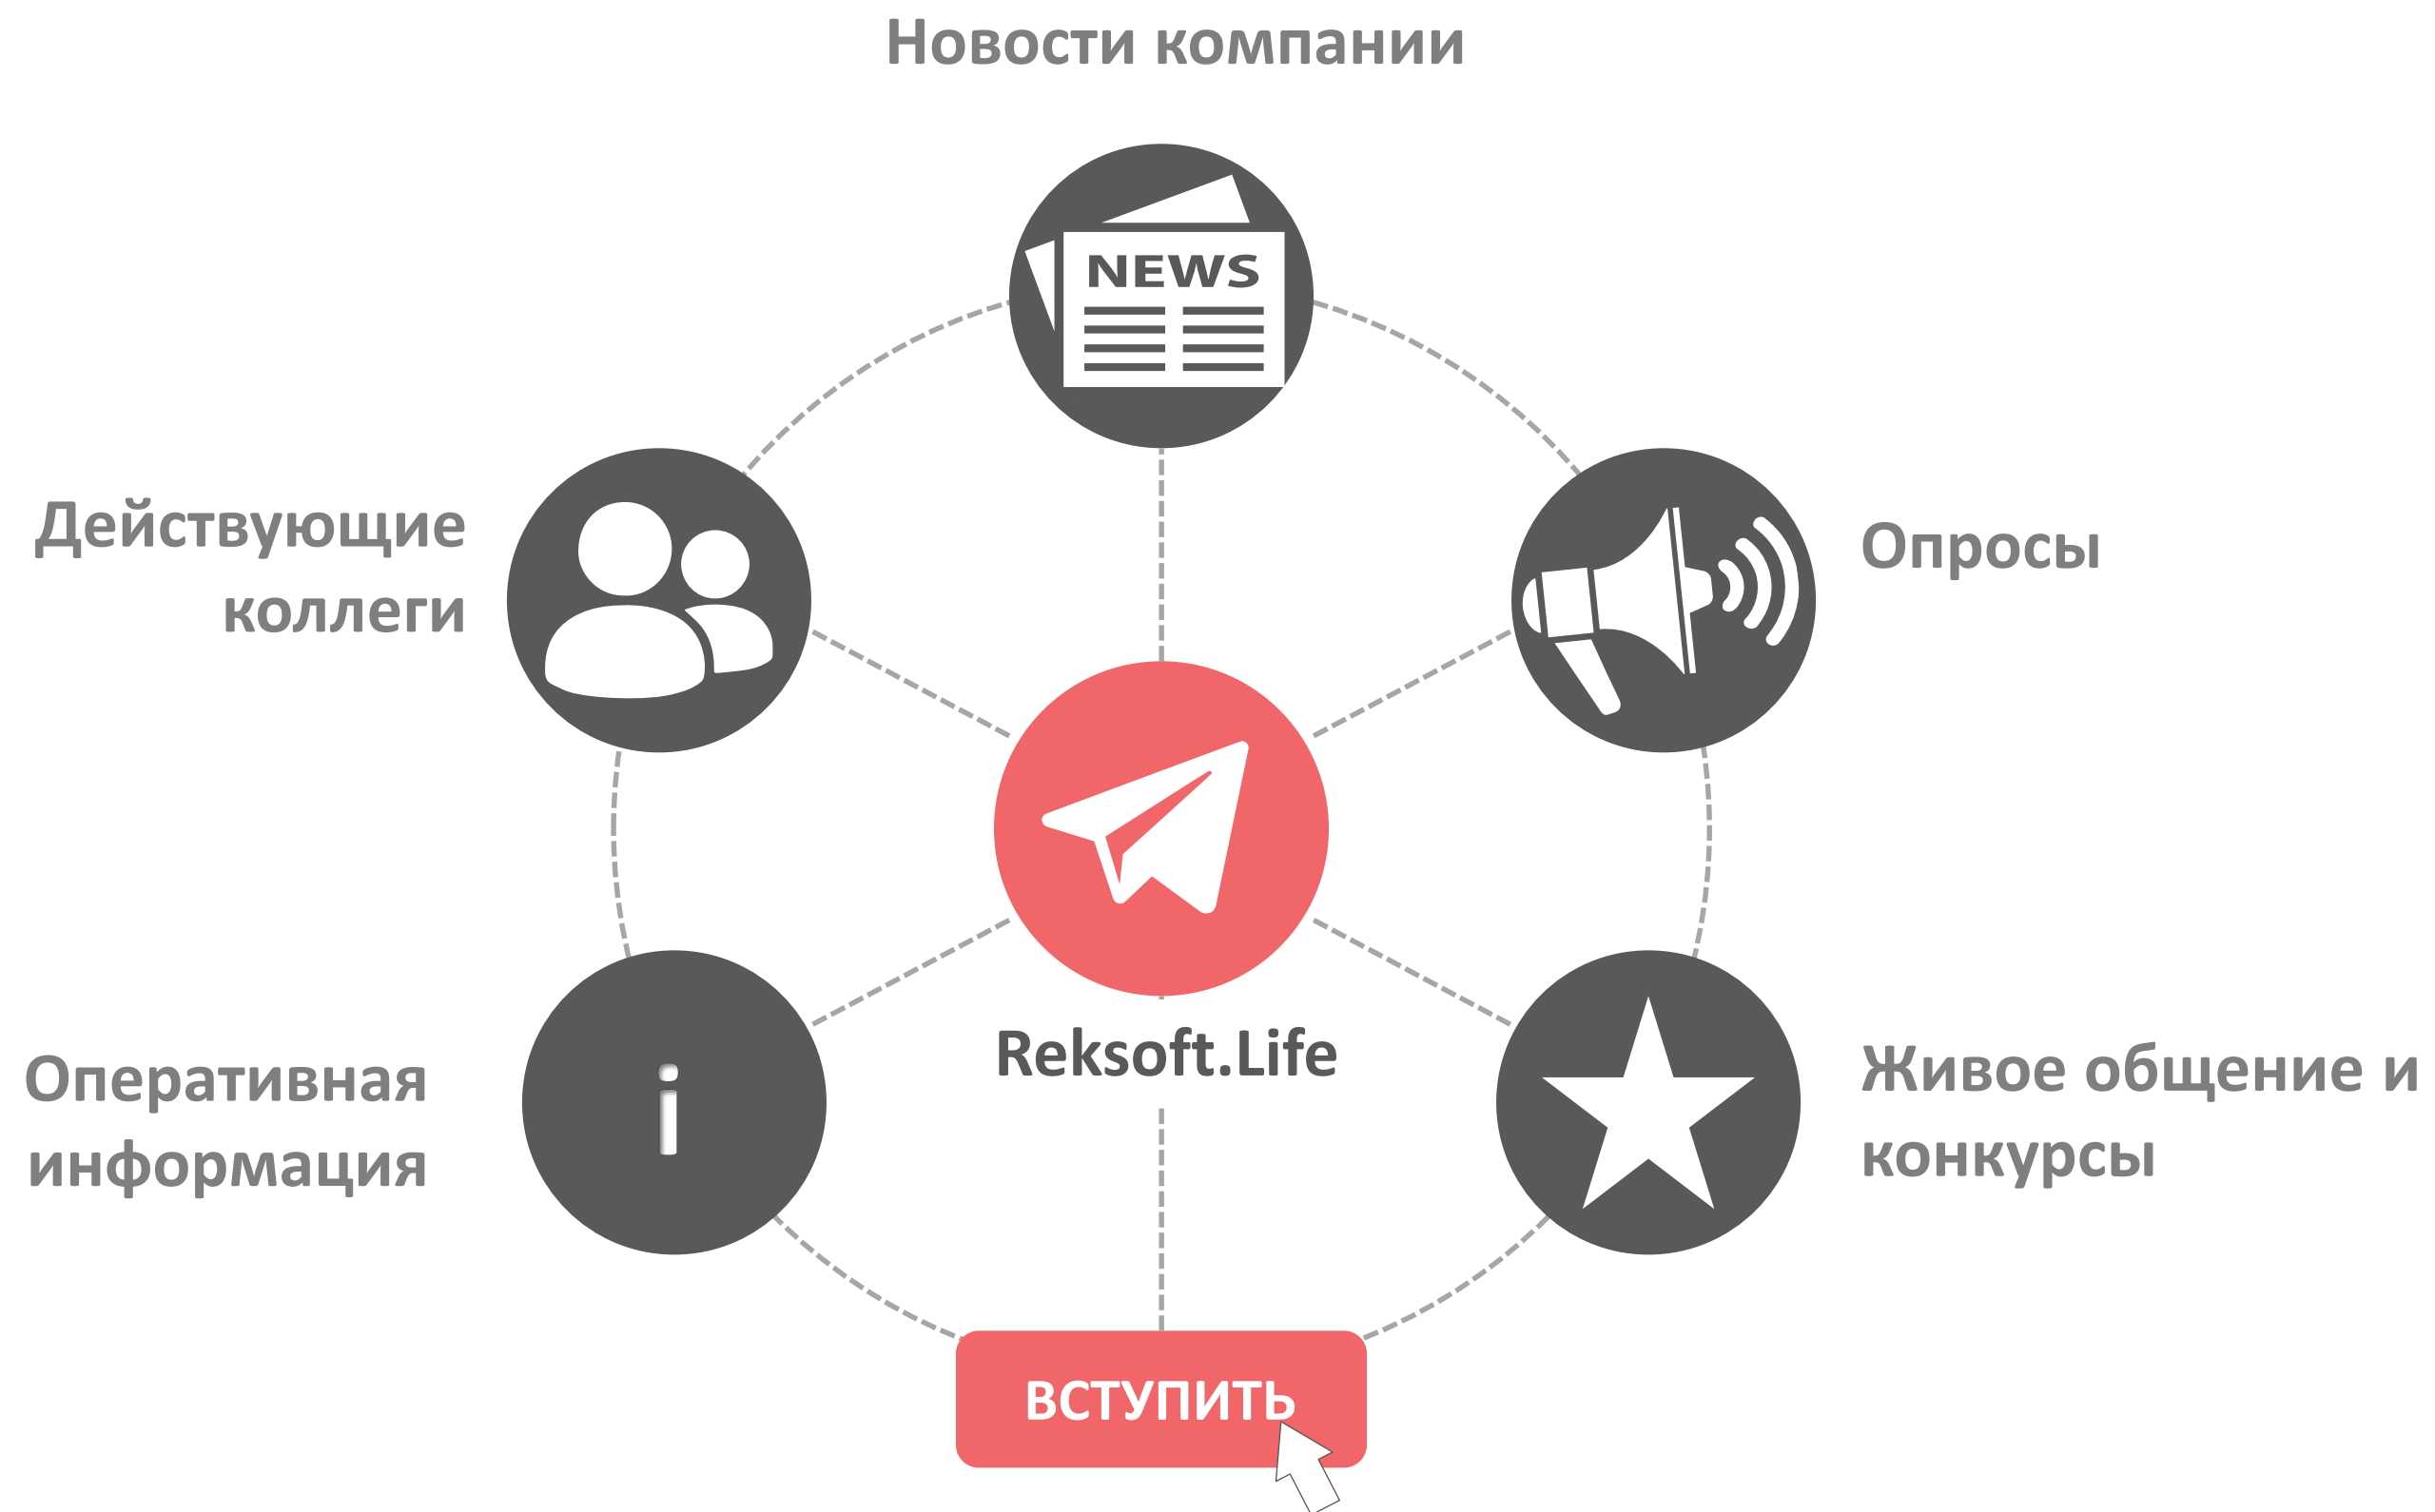 Новости компании
NEWS
Действующие
коллеги
Опросы
Reksoft.Life
Оперативная
информация
i
Живое общение и
конкурсы
ВСТУПИТЬ